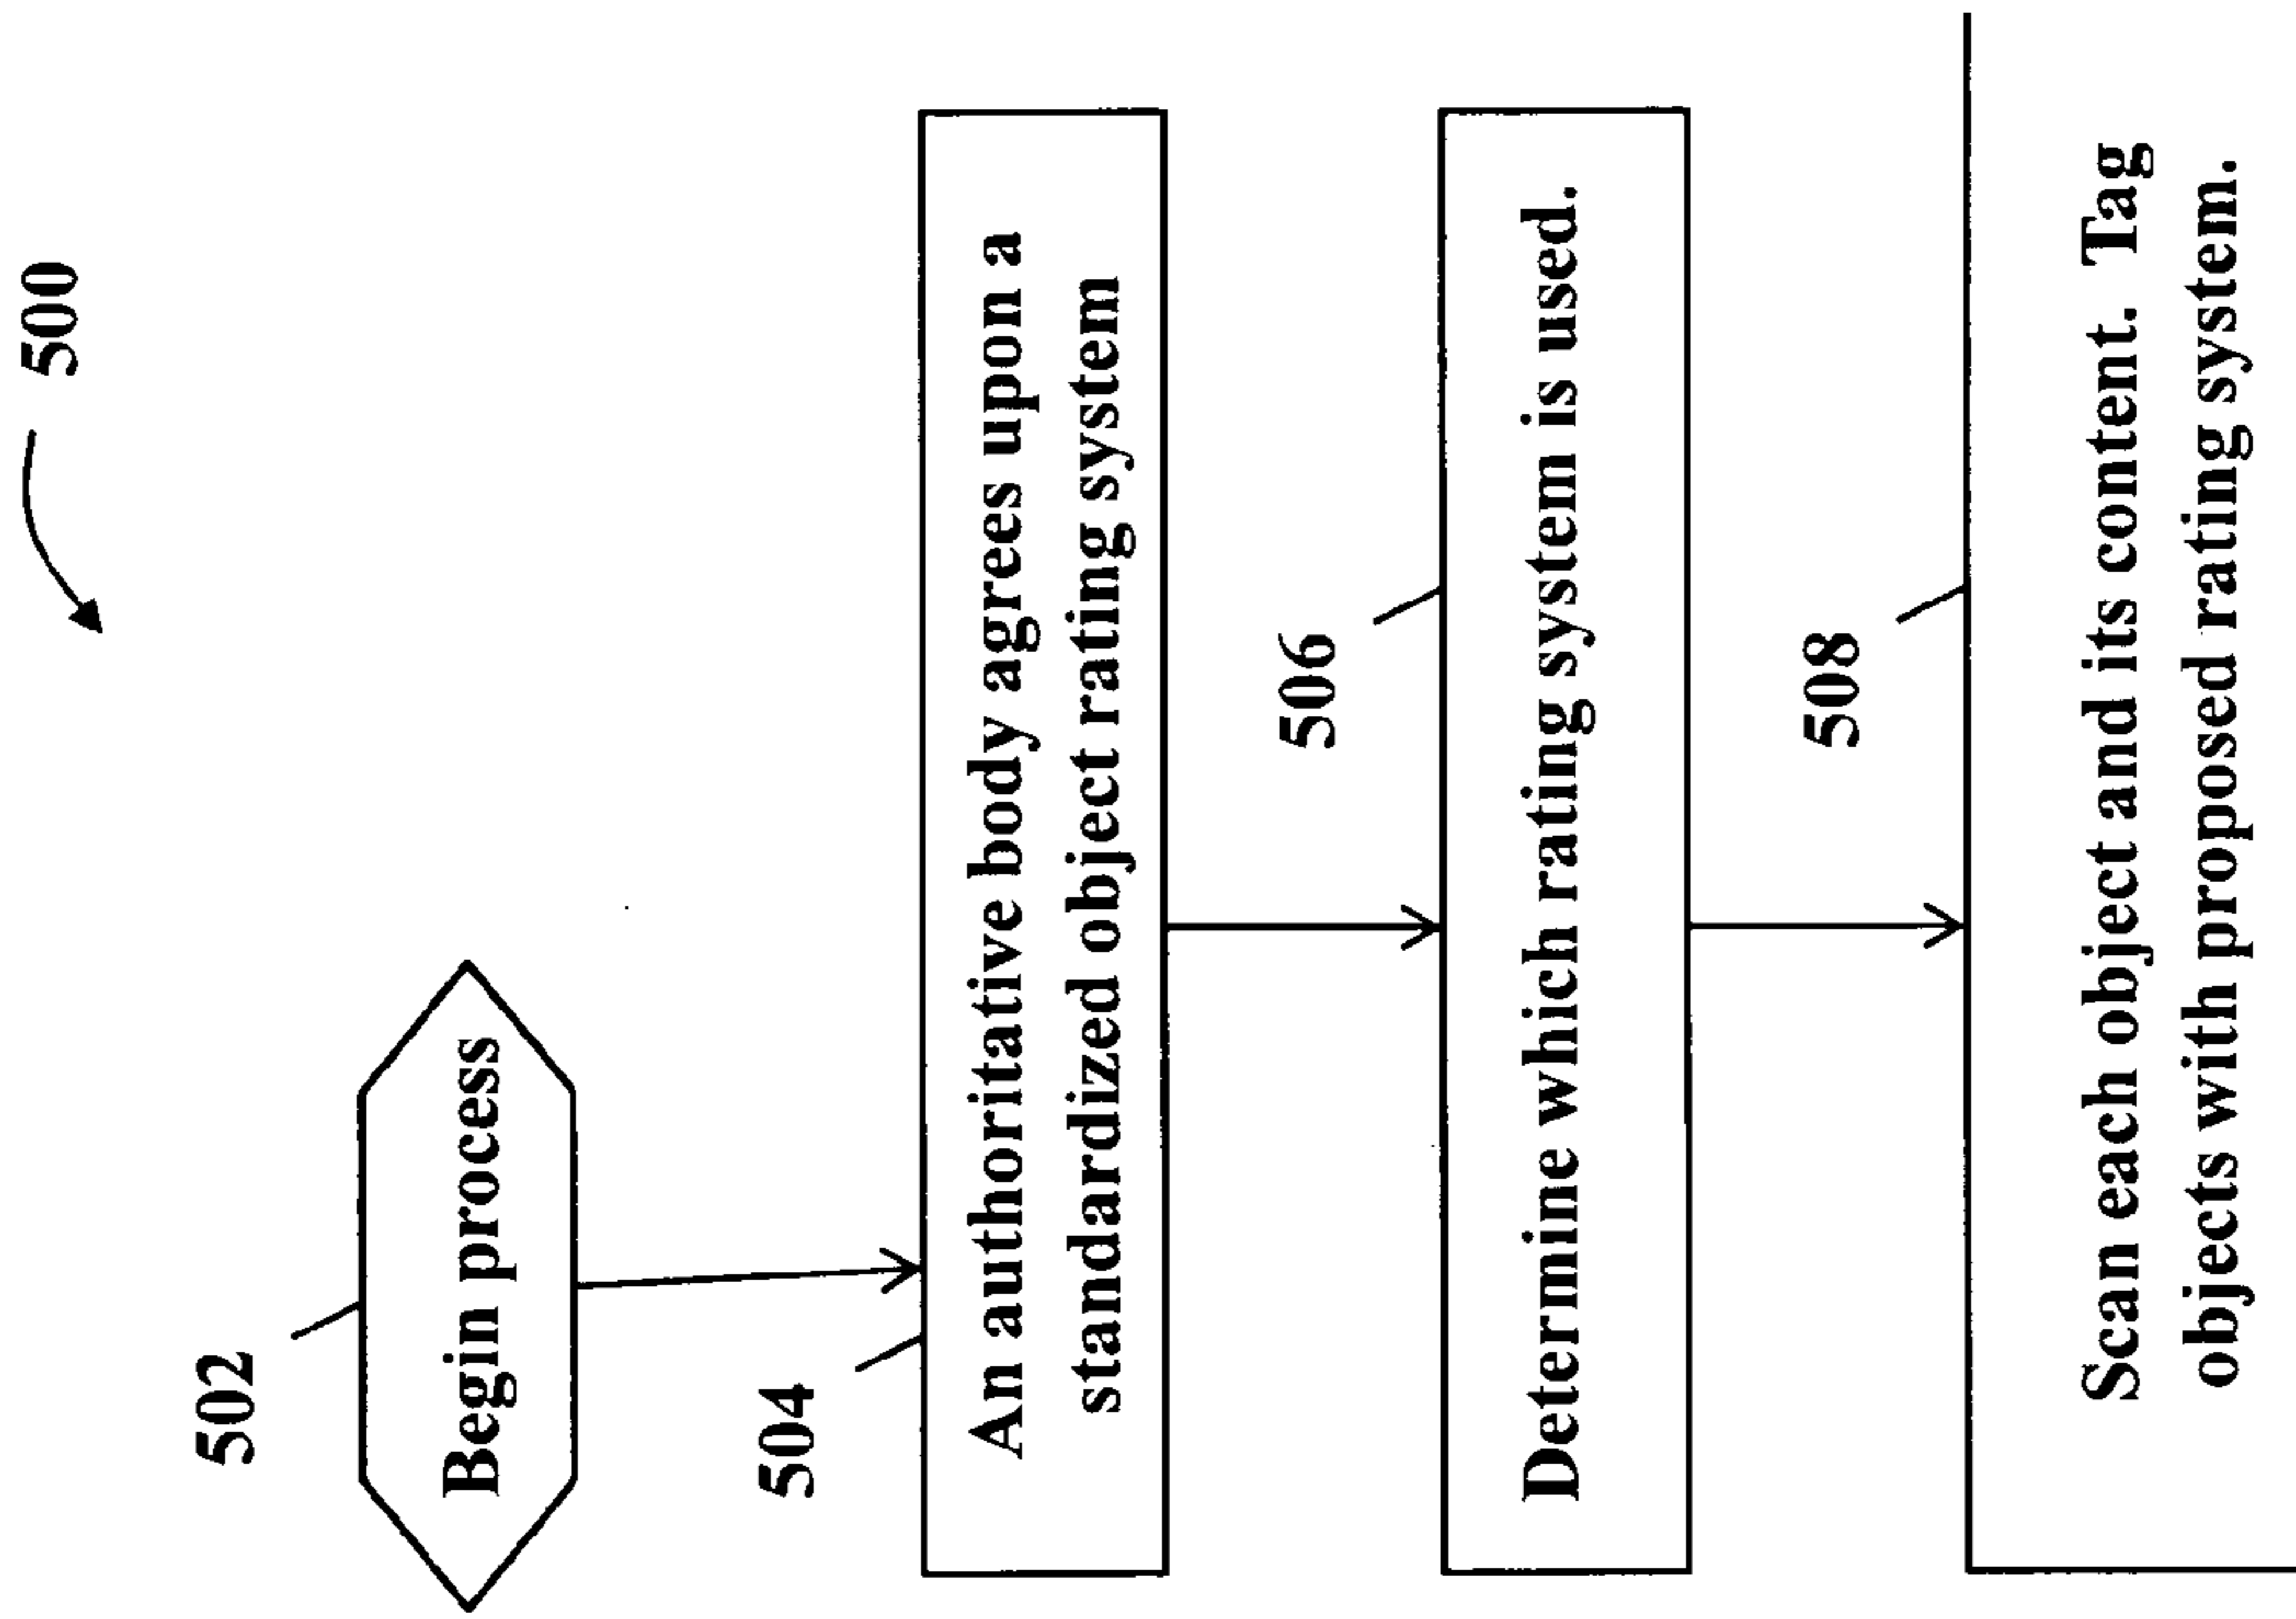 500
502
Begin process
504
An authoritative body agrees upon a
standardized object rating system
506
Determine which rating system is used.
508
Scan each object and its content. Tag
objects with proposed rating system.